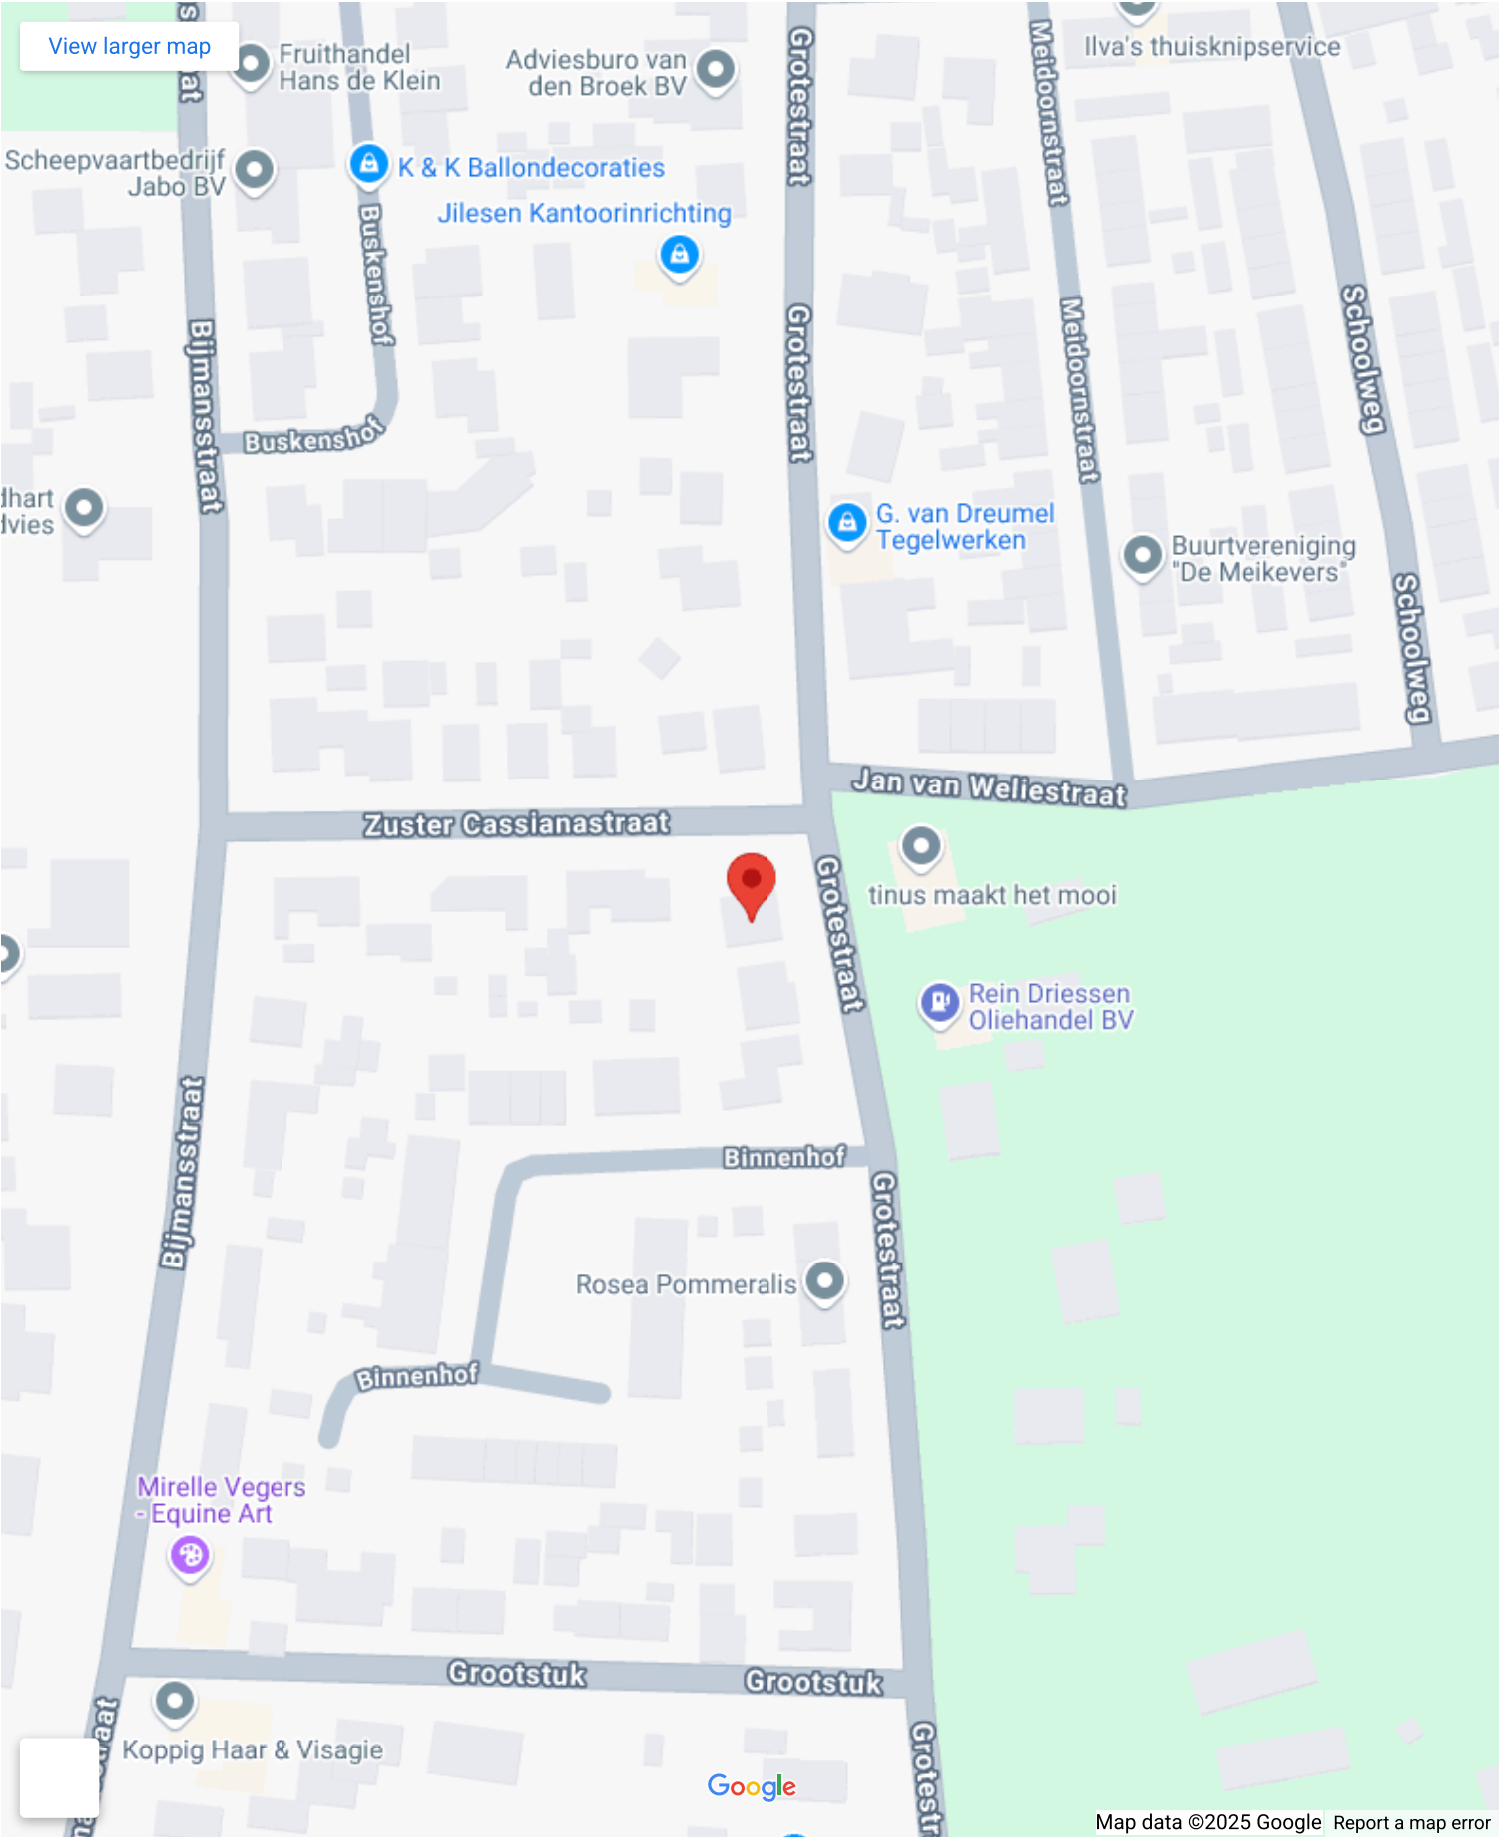 View larger map
Fruithandel
Hans de Klein
Adviesburo van
den Broek BV
Grotestraat
Meidoornstraat
Ilva's thuisknipservice
Scheepvaartbedrijf
Jabo BV
K & K Ballondecoraties
Jilesen Kantoorinrichting
Buskenshof
Bijmansstraat
Grotestraat
Meidoornstraat
Schoolweg
Buskenshof
G. van Dreumel
Tegelwerken
Buurtvereniging
"De Meikevers"
Schoolweg
Jan van Weliestraat
Zuster Cassianastraat
Grotestraat
tinus maakt het mooi
Rein Driessen
Oliehandel BV
Bijmansstraat
Binnenhof
Grotestraat
Rosea Pommeralis
Binnenhof
Mirelle Vegers
- Equine Art
Grootstuk
Grootstuk
Koppig Haar & Visagie
Grotestr
Google
Map data ©2025 Google
Report a map error